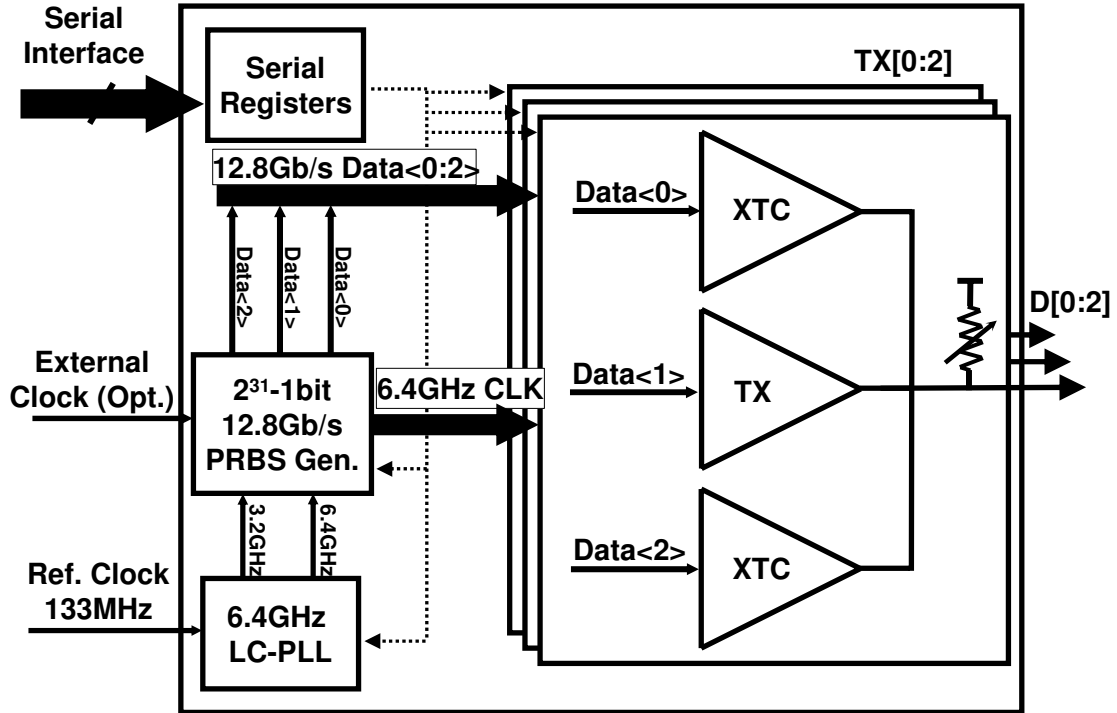 Serial
Interface
Serial
Registers
TX[0:2]
12.8Gb/s Data<0:2>
Data<0>
XTC
Data<2>
Data<1>
Data<0>
D[0:2]
External
Clock (Opt.)
2³¹-1bit
12.8Gb/s
PRBS Gen.
6.4GHz CLK
Data<1>
TX
3.2GHz
6.4GHz
Data<2>
XTC
Ref. Clock
133MHz
6.4GHz
LC-PLL